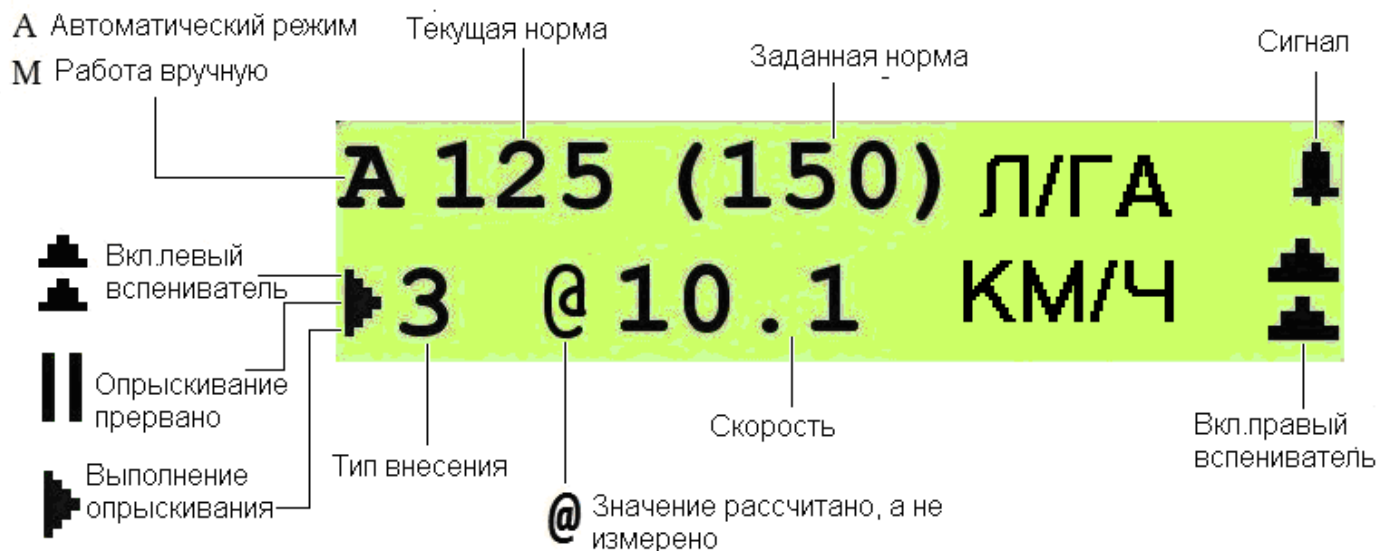 А Автоматический режим
М Работа вручную
Текущая норма
Заданная норма
Сигнал
A 125 (150) Л/ГА
3 @ 10.1 КМ/Ч
Вкл.левый
вспениватель
Опрыскивание
прервано
Выполнение
опрыскивания
Тип внесения
Скорость
Вкл.правый
вспениватель
@ Значение рассчитано, а не
измерено